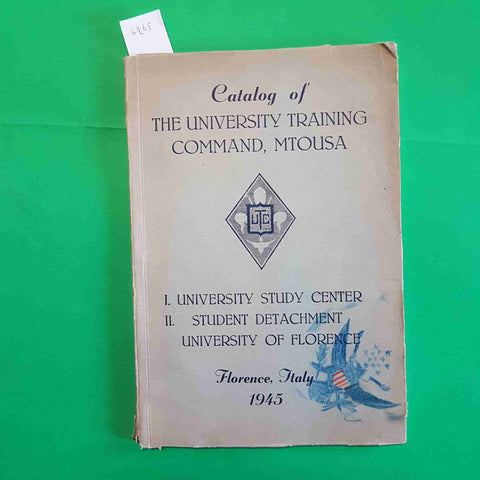 Catalog of
THE UNIVERSITY TRAINING
COMMAND, MTOUSA
UTC
I. UNIVERSITY STUDY CENTER
II. STUDENT DETACHMENT
UNIVERSITY OF FLORENCE
Florence, Italy
1945